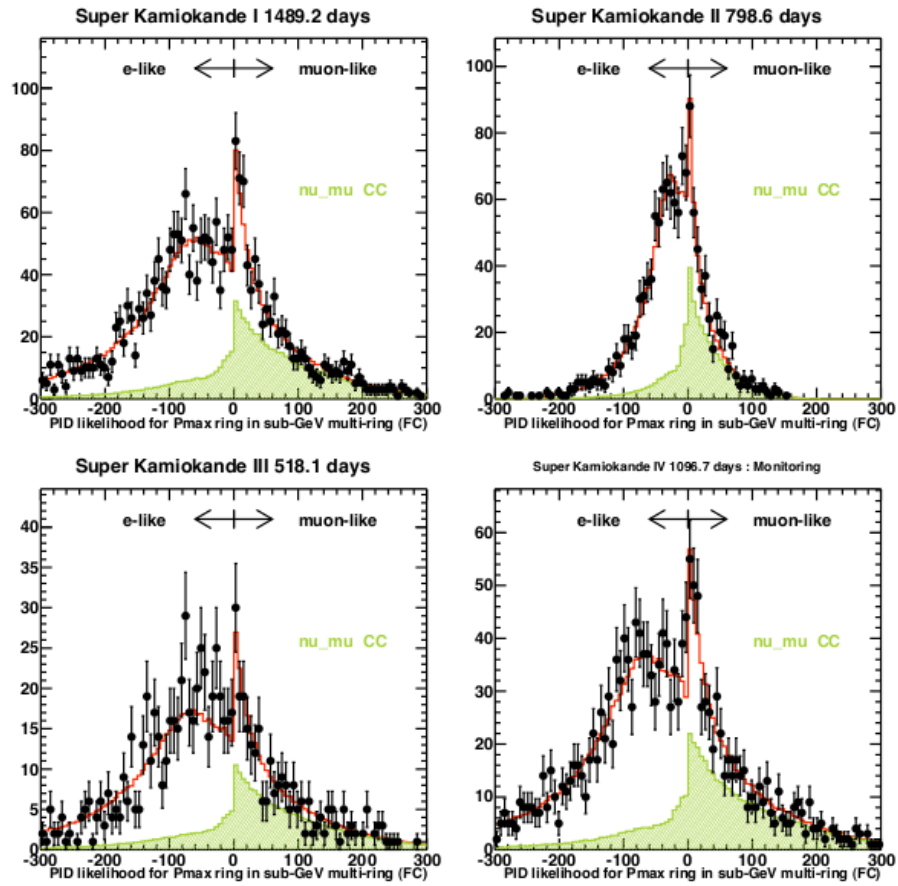 Super Kamiokande I 1489.2 days
e-like muon-like
nu_mu CC
100
80
60
40
20
0
-300 -200 -100 0 100 200 300
PID likelihood for Pmax ring in sub-GeV multi-ring (FC)
Super Kamiokande II 798.6 days
e-like muon-like
nu_mu CC
100
80
60
40
20
0
-300 -200 -100 0 100 200 300
PID likelihood for Pmax ring in sub-GeV multi-ring (FC)
Super Kamiokande III 518.1 days
e-like muon-like
nu_mu CC
40
35
30
25
20
15
10
5
0
-300 -200 -100 0 100 200 300
PID likelihood for Pmax ring in sub-GeV multi-ring (FC)
Super Kamiokande IV 1096.7 days : Monitoring
e-like muon-like
nu_mu CC
60
50
40
30
20
10
0
-300 -200 -100 0 100 200 300
PID likelihood for Pmax ring in sub-GeV multi-ring (FC)